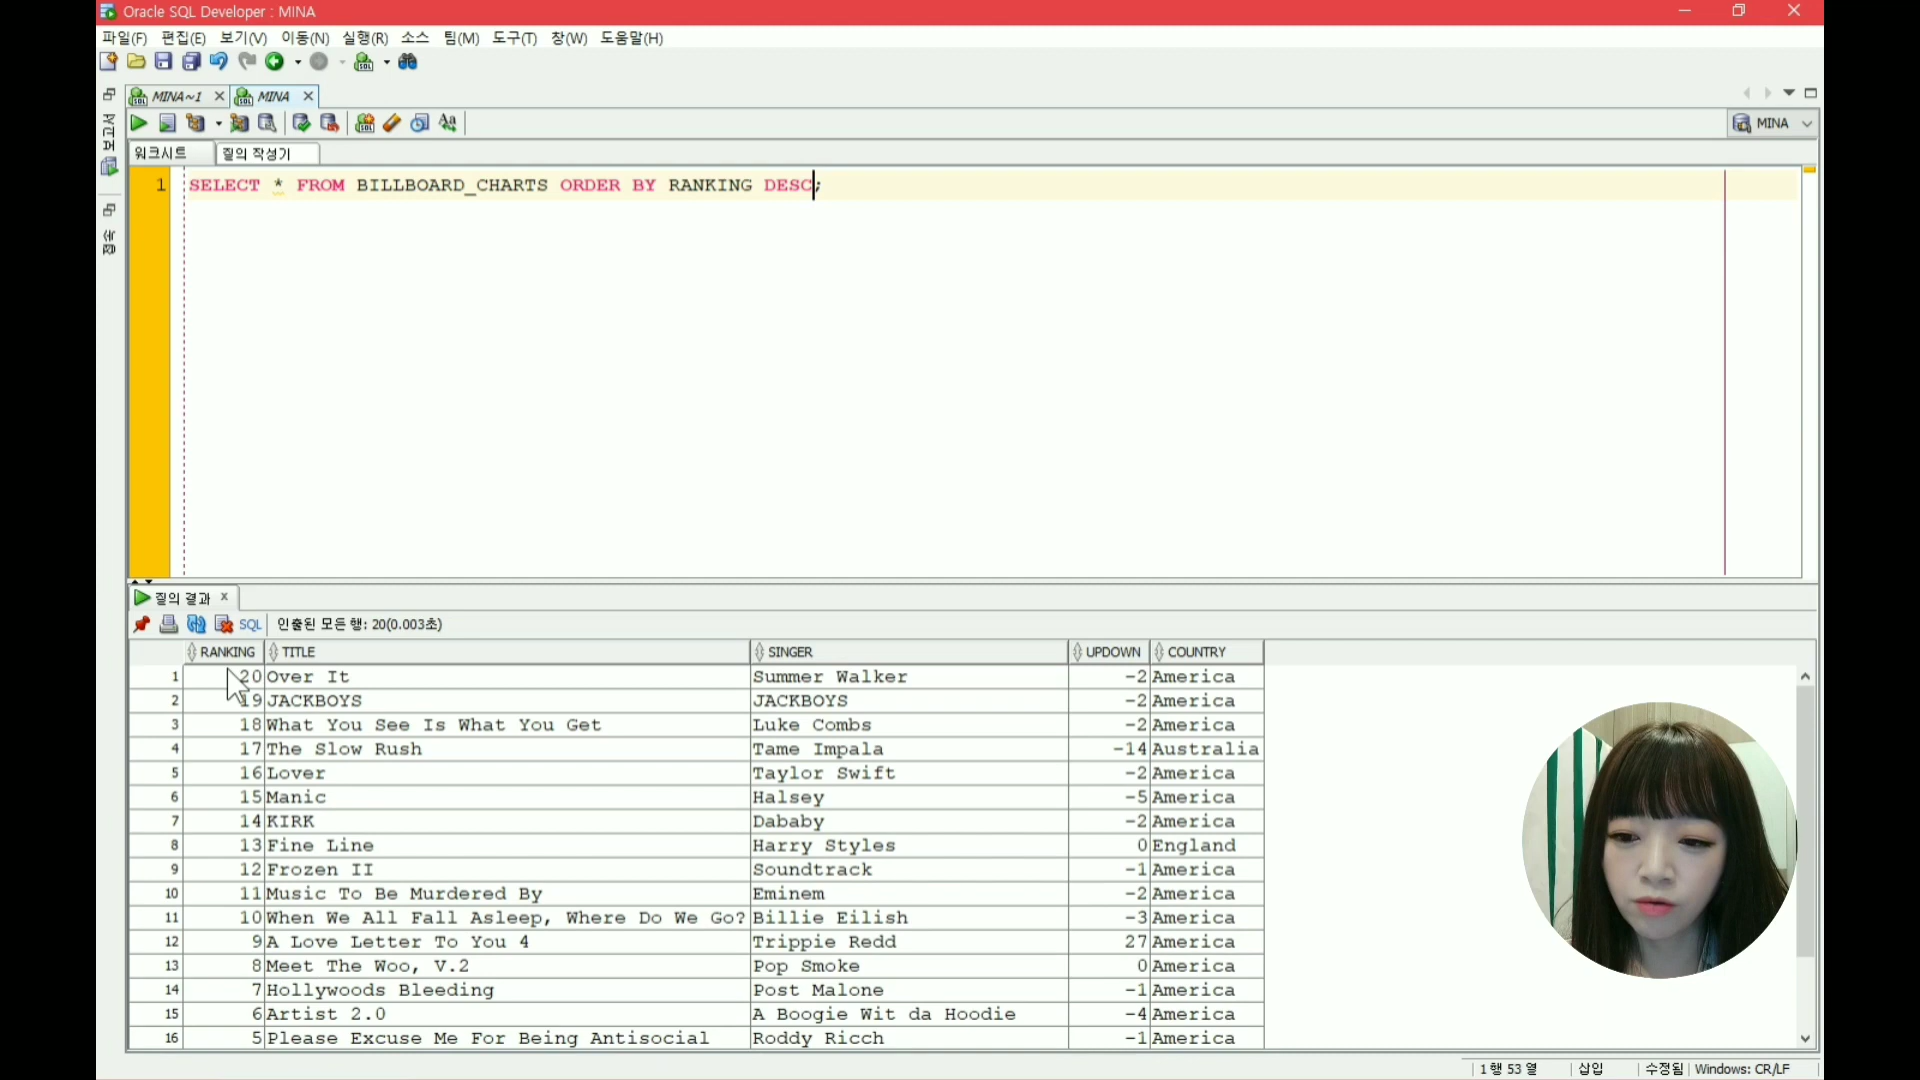 Oracle SQL Developer : MINA
파일(F) 편집(E) 보기(V) 이동(N) 실행(R) 소스 팀(M) 도구(T) 창(W) 도움말(H)
MINA~1 MINA
MINA
워크시트 질의 작성기
보고서
접속
1 SELECT * FROM BILLBOARD_CHARTS ORDER BY RANKING DESC;
질의 결과
SQL 인출된 모든 행: 20(0.003초)
RANKING TITLE SINGER UPDOWN COUNTRY
1 20 Over It Summer Walker -2 America
2 19 JACKBOYS JACKBOYS -2 America
3 18 What You See Is What You Get Luke Combs -2 America
4 17 The Slow Rush Tame Impala -14 Australia
5 16 Lover Taylor Swift -2 America
6 15 Manic Halsey -5 America
7 14 KIRK Dababy -2 America
8 13 Fine Line Harry Styles 0 England
9 12 Frozen II Soundtrack -1 America
10 11 Music To Be Murdered By Eminem -2 America
11 10 When We All Fall Asleep, Where Do We Go? Billie Eilish -3 America
12 9 A Love Letter To You 4 Trippie Redd 27 America
13 8 Meet The Woo, V.2 Pop Smoke 0 America
14 7 Hollywoods Bleeding Post Malone -1 America
15 6 Artist 2.0 A Boogie Wit da Hoodie -4 America
16 5 Please Excuse Me For Being Antisocial Roddy Ricch -1 America
1 행 53 열 삽입 수정됨 Windows: CR/LF